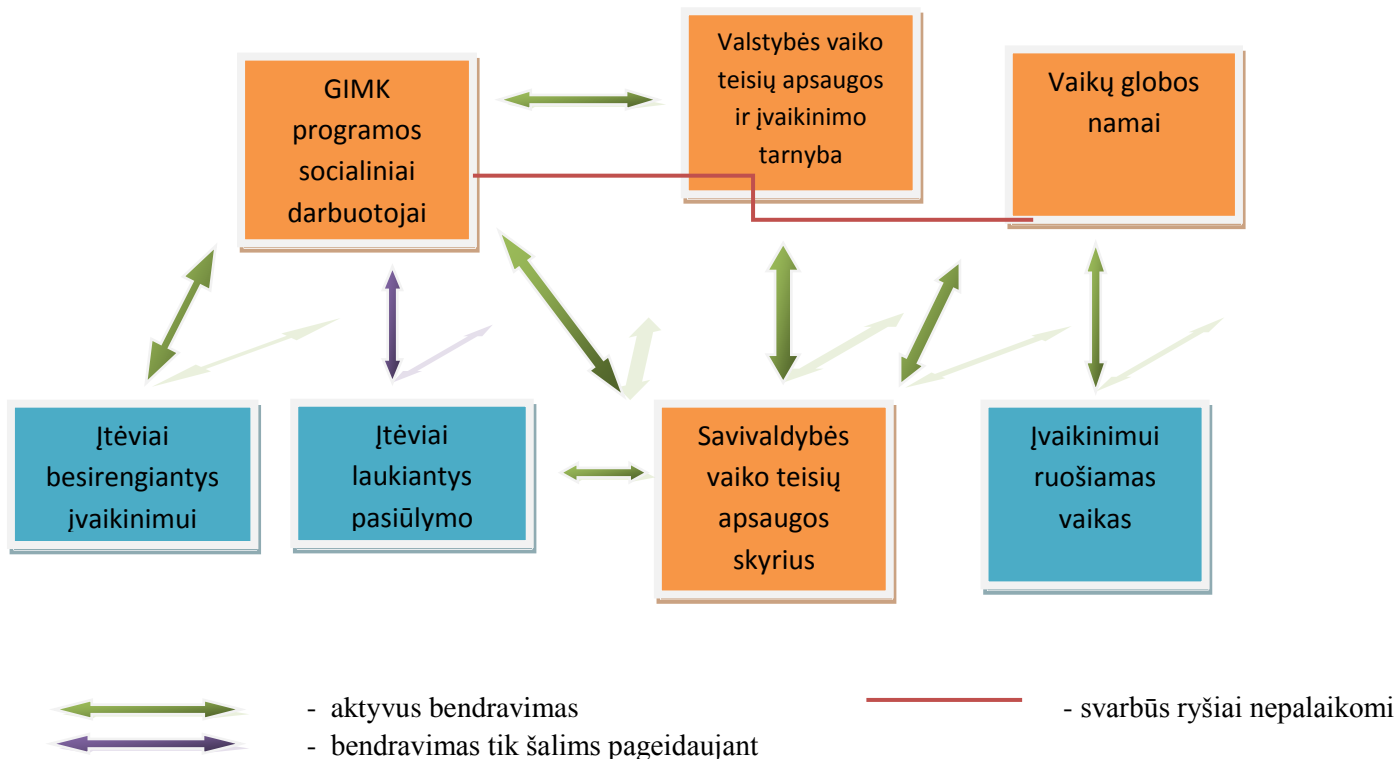 GIMK
programos
socialiniai
darbuotojai
Valstybės vaiko
teisių apsaugos
ir įvaikinimo
tarnyba
Vaikų globos
namai
Įtėviai
besirengiantys
įvaikinimui
Įtėviai
laukiantys
pasiūlymo
Savivaldybės
vaiko teisių
apsaugos
skyrius
Įvaikinimui
ruošiamas
vaikas
- aktyvus bendravimas
- svarbūs ryšiai nepalaikomi
- bendravimas tik šalims pageidaujant